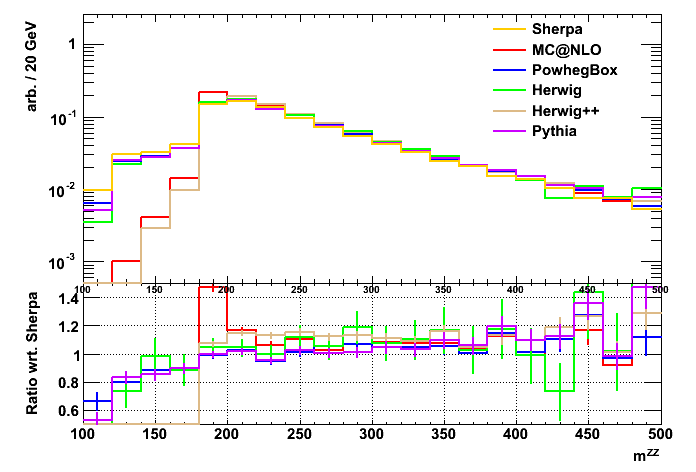 arb. / 20 GeV
1
10⁻¹
10⁻²
10⁻³
Sherpa
MC@NLO
PowhegBox
Herwig
Herwig++
Pythia
100 150 200 250 300 350 400 450 500
Ratio wrt. Sherpa
1.4
1.2
1
0.8
0.6
100 150 200 250 300 350 400 450 500
m^ZZ